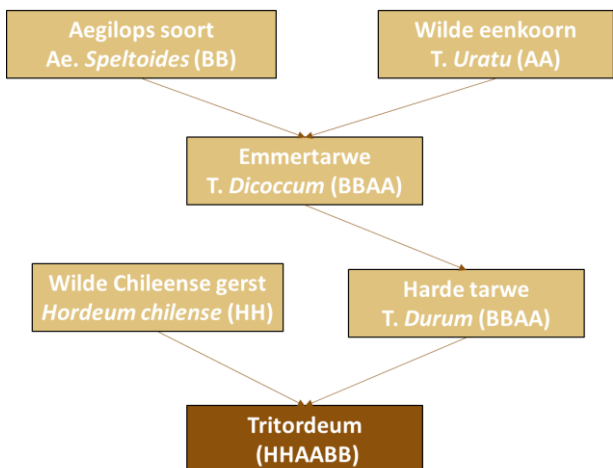 Aegilops soort
Ae. Speltoides (BB)
Wilde eenkoorn
T. Uratu (AA)
Emmertarwe
T. Dicoccum (BBAA)
Wilde Chileense gerst
Hordeum chilense (HH)
Harde tarwe
T. Durum (BBAA)
Tritordeum
(HHAABB)